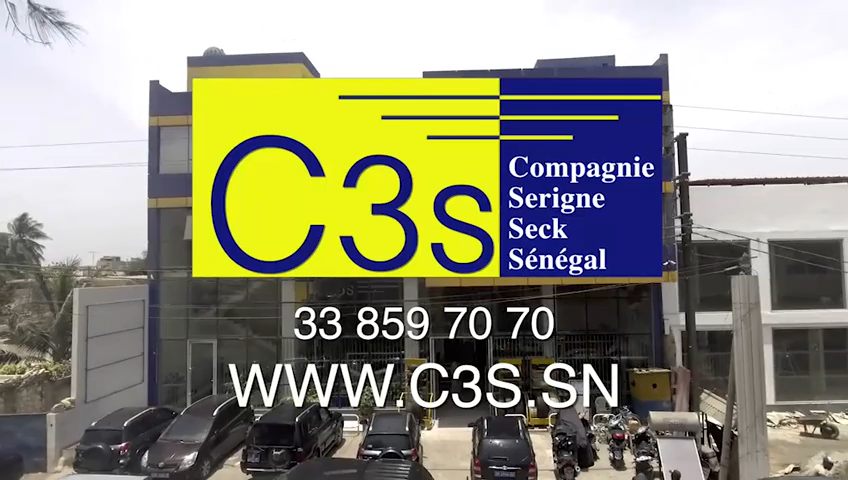 C3s
Compagnie
Serigne
Seck
Sénégal
33 859 70 70
WWW.C3S.SN